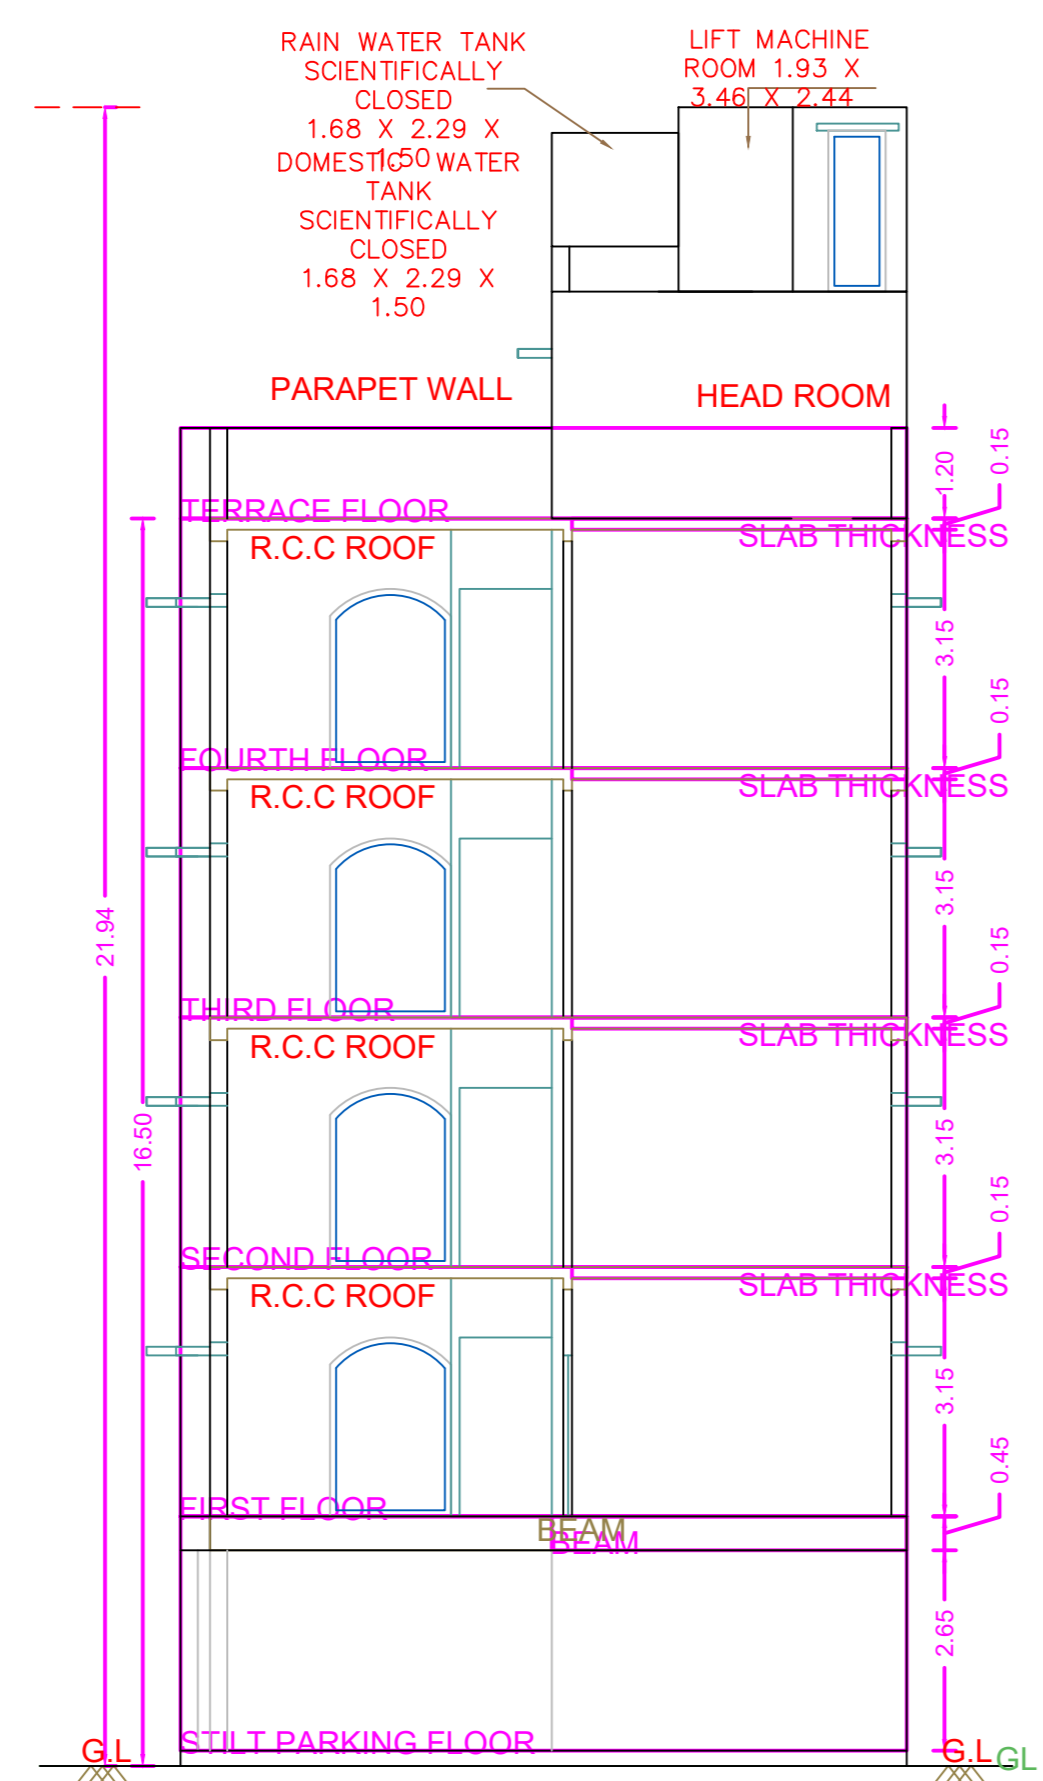 RAIN WATER TANK
SCIENTIFICALLY
CLOSED
1.68 X 2.29 X
1.50
DOMESTIC WATER
TANK
SCIENTIFICALLY
CLOSED
1.68 X 2.29 X
1.50
LIFT MACHINE
ROOM 1.93 X
3.46 X 2.44
PARAPET WALL
HEAD ROOM
1.20
0.15
TERRACE FLOOR
SLAB THICKNESS
R.C.C ROOF
3.15
0.15
FOURTH FLOOR
SLAB THICKNESS
R.C.C ROOF
3.15
21.94
0.15
THIRD FLOOR
SLAB THICKNESS
R.C.C ROOF
3.15
16.50
0.15
SECOND FLOOR
SLAB THICKNESS
R.C.C ROOF
3.15
0.45
FIRST FLOOR
BEAM
BEAM
2.65
STILT PARKING FLOOR
G.L
G.L
GL